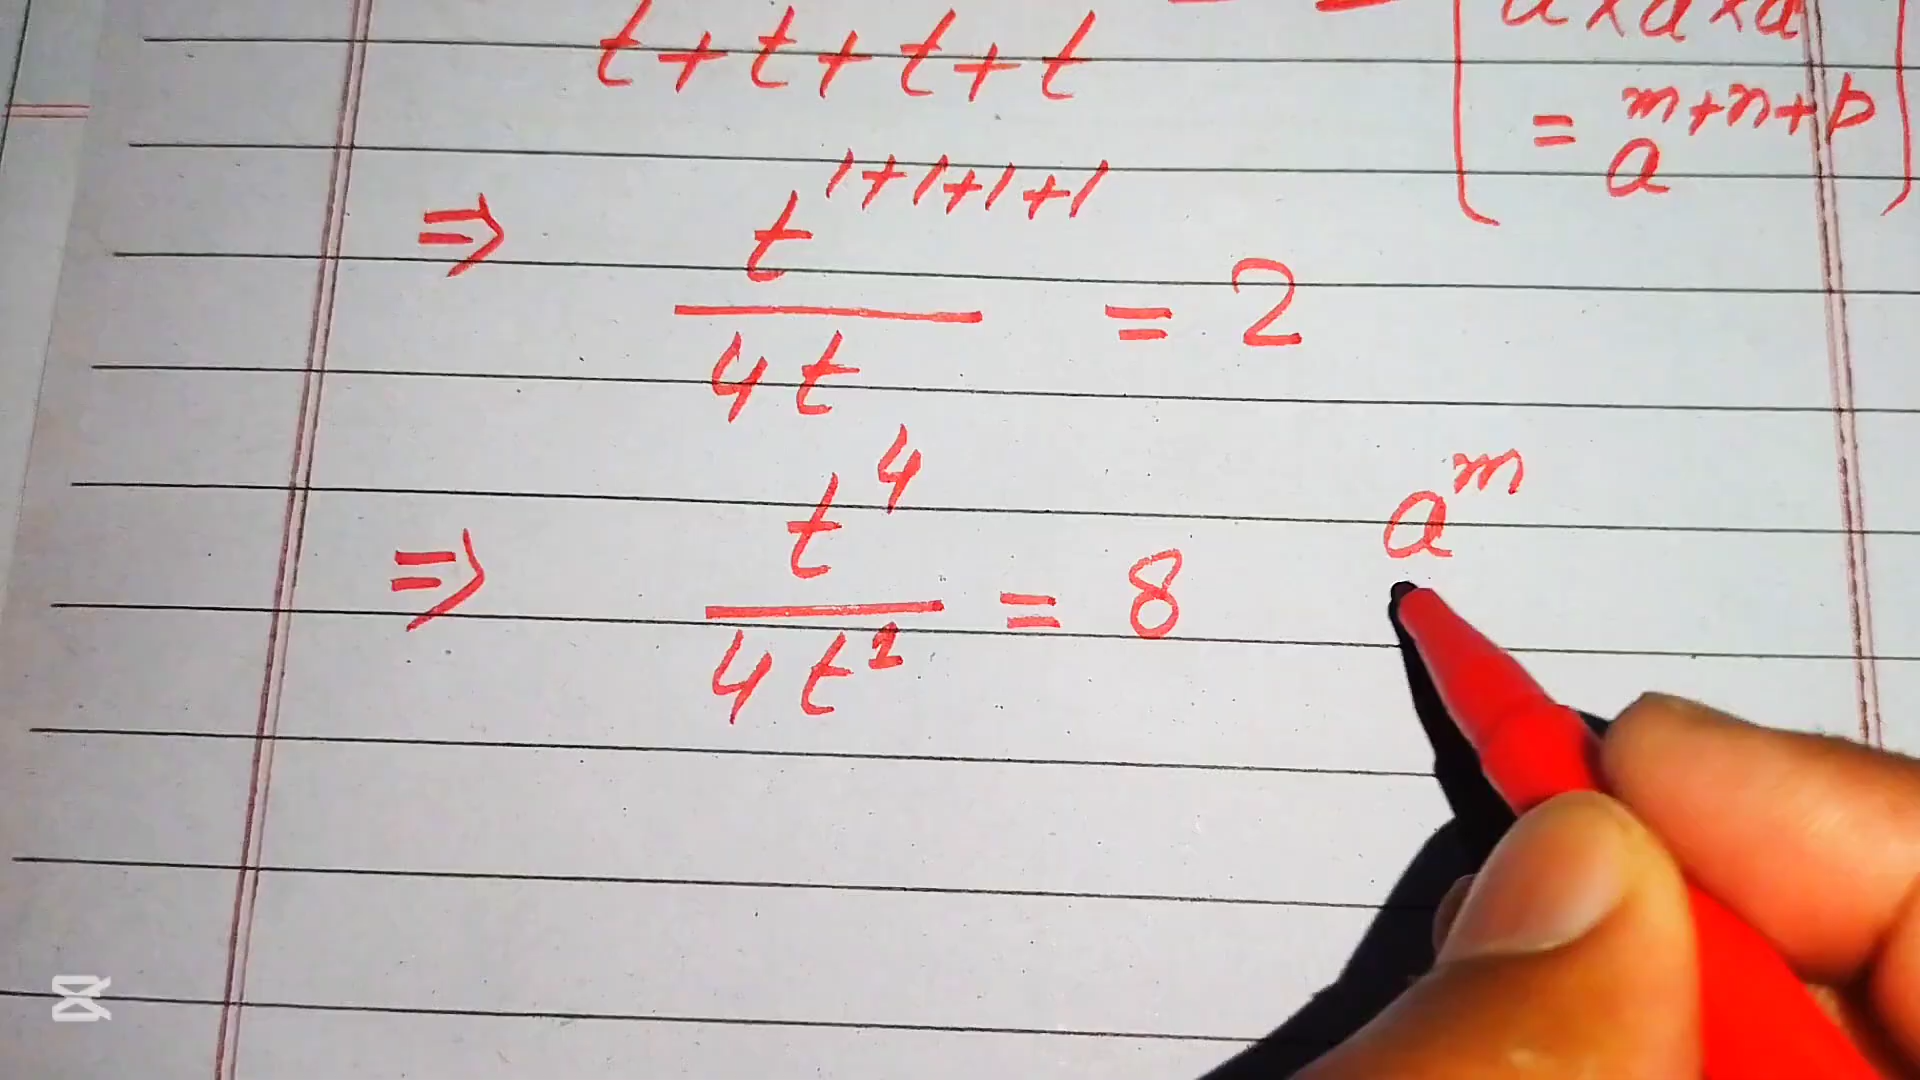 t+t+t+t
a×a×a
= a^{m+n+p}
⇒ t^{1+1+1+1} / 4t = 2
⇒ t^4 / 4t^2 = 8
a^m